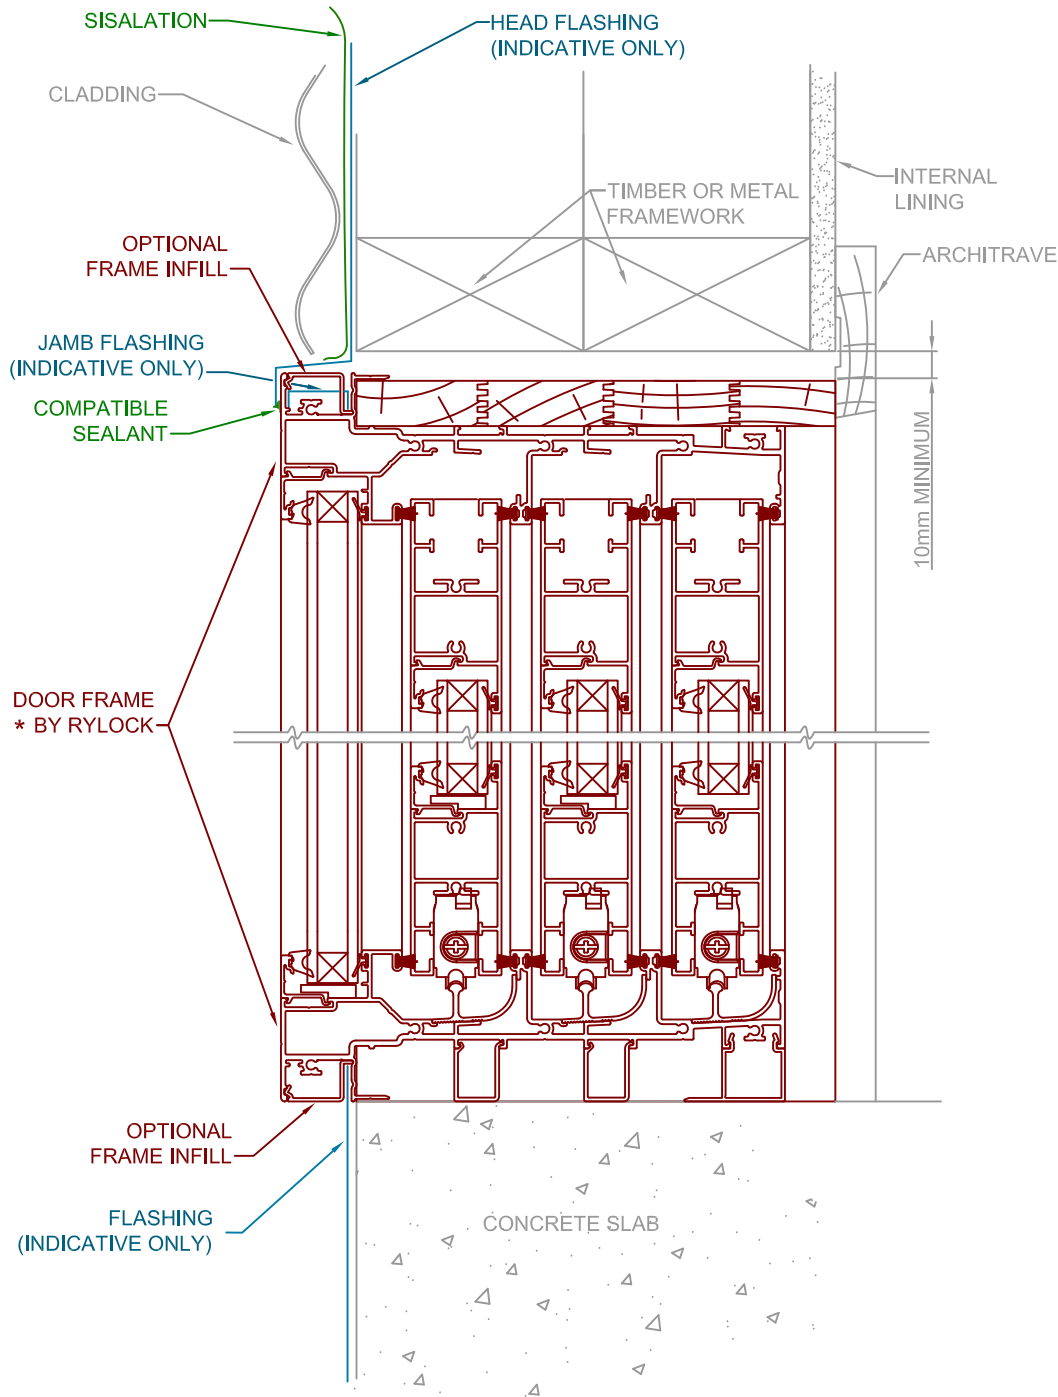 SISALATION
HEAD FLASHING
(INDICATIVE ONLY)
CLADDING
TIMBER OR METAL
FRAMEWORK
INTERNAL
LINING
ARCHITRAVE
OPTIONAL
FRAME INFILL
JAMB FLASHING
(INDICATIVE ONLY)
COMPATIBLE
SEALANT
10mm MINIMUM
DOOR FRAME
* BY RYLOCK
OPTIONAL
FRAME INFILL
FLASHING
(INDICATIVE ONLY)
CONCRETE SLAB